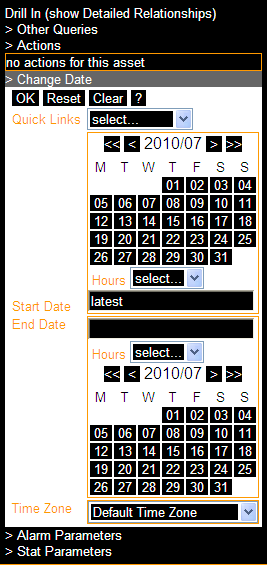 Drill In (show Detailed Relationships)
> Other Queries
> Actions
no actions for this asset
> Change Date
OK Reset Clear ?
Quick Links select...
<< < 2010/07 > >>
M T W T F S S
01 02 03 04
05 06 07 08 09 10 11
12 13 14 15 16 17 18
19 20 21 22 23 24 25
26 27 28 29 30 31
Hours select...
Start Date latest
End Date
Hours select...
<< < 2010/07 > >>
M T W T F S S
01 02 03 04
05 06 07 08 09 10 11
12 13 14 15 16 17 18
19 20 21 22 23 24 25
26 27 28 29 30 31
Time Zone Default Time Zone
> Alarm Parameters
> Stat Parameters